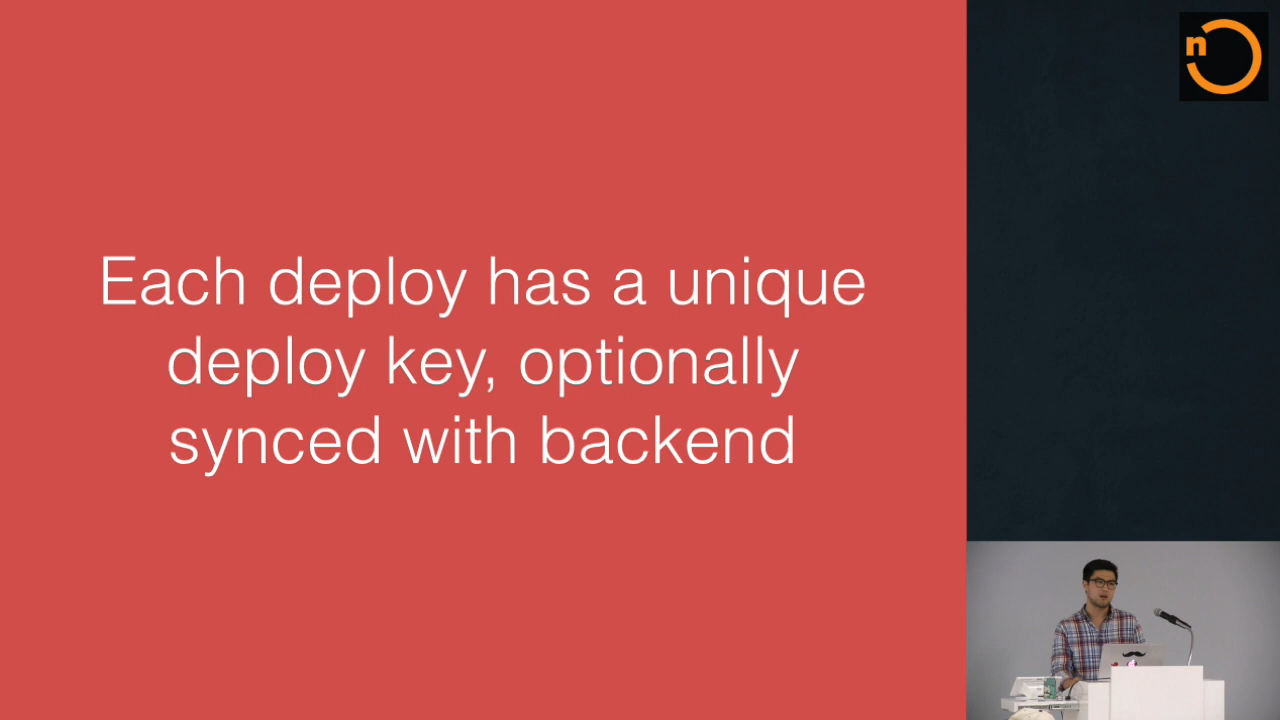 Each deploy has a unique
deploy key, optionally
synced with backend
n